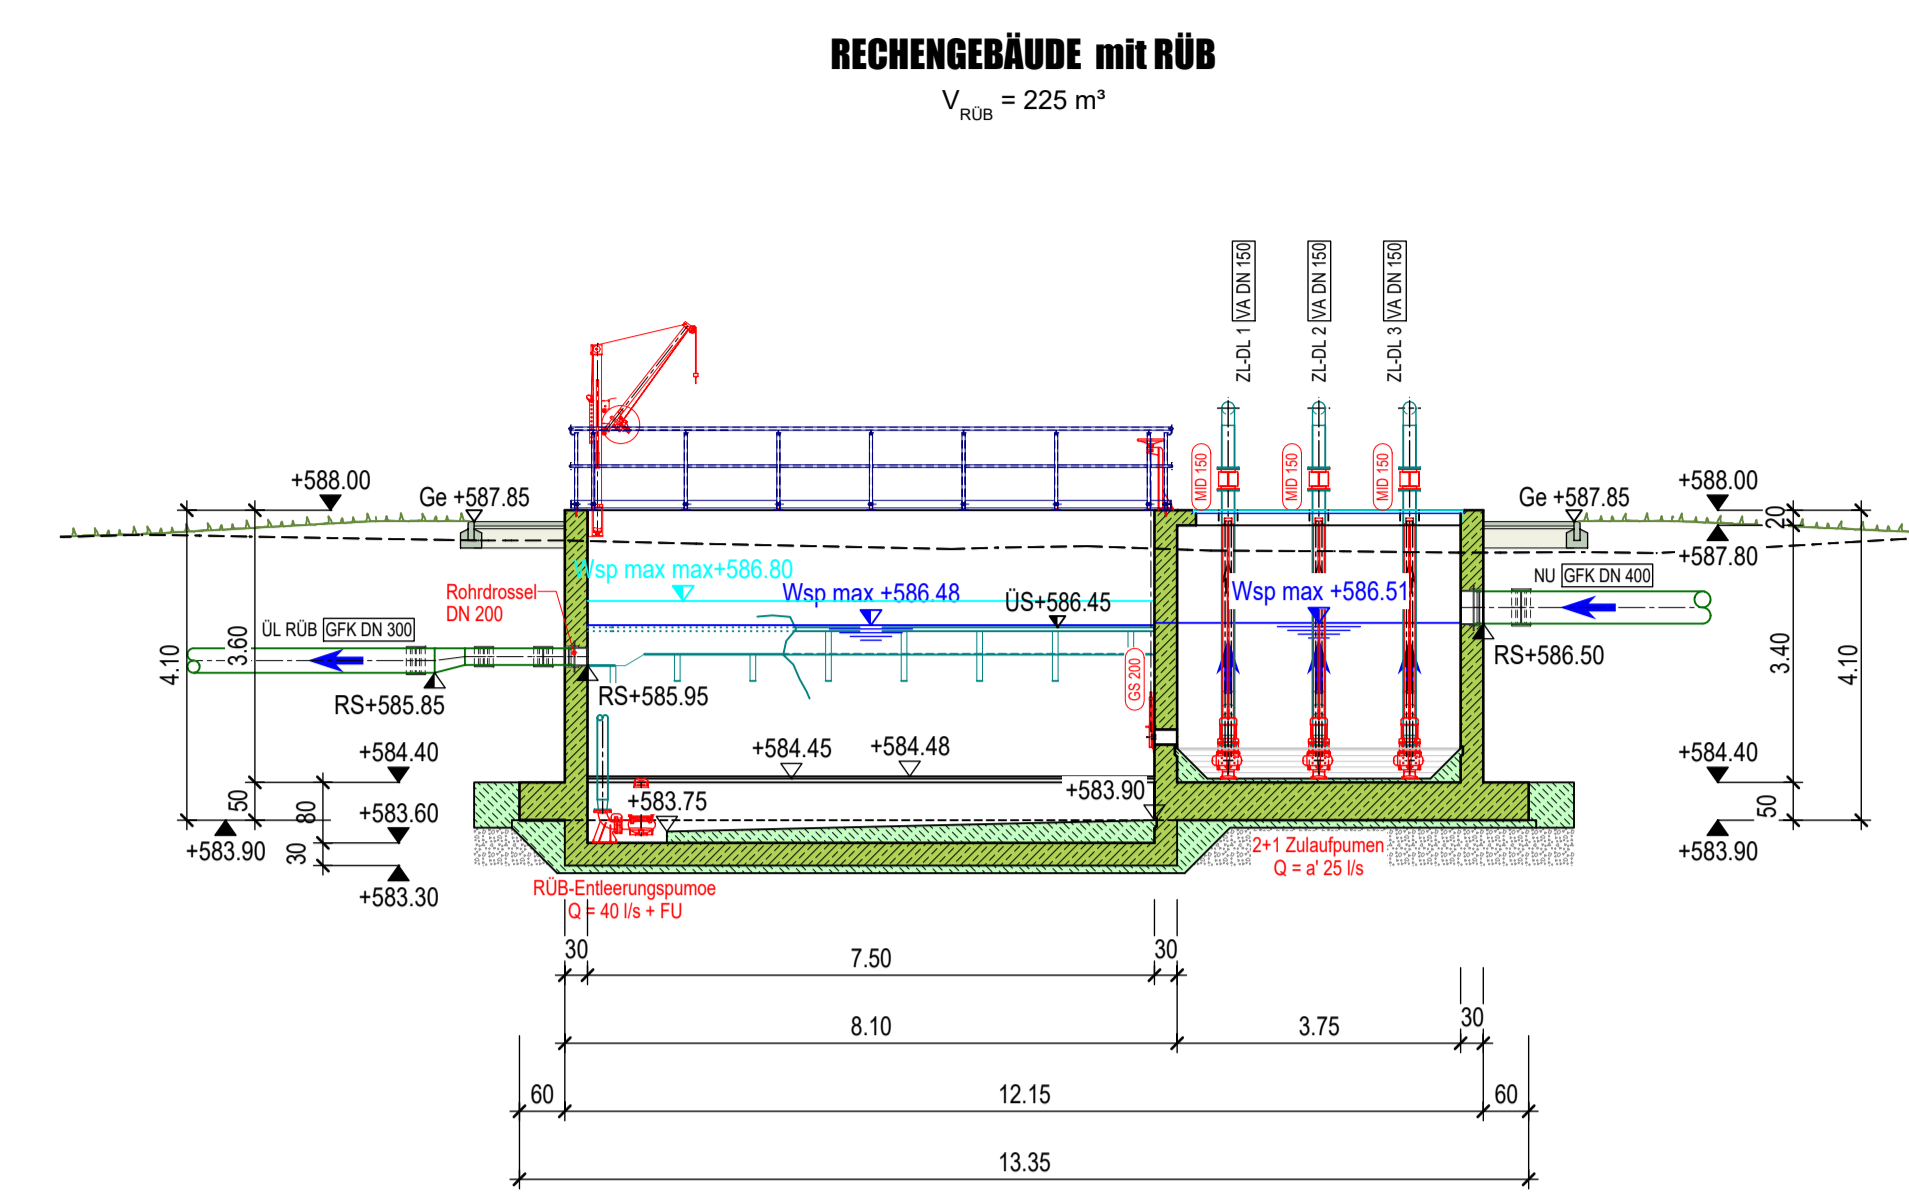 RECHENGEBÄUDE mit RÜB
V RÜB = 225 m³
ZL-DL 1 VA DN 150
ZL-DL 2 VA DN 150
ZL-DL 3 VA DN 150
MID 150
MID 150
MID 150
+588.00
Ge +587.85
Ge +587.85
+588.00
20
+587.80
Wsp max max+586.80
Wsp max +586.48
ÜS+586.45
Wsp max +586.51
NU GFK DN 400
Rohrdrossel
DN 200
ÜL RÜB GFK DN 300
RS+586.50
GS 200
RS+585.85
RS+585.95
4.10
3.60
3.40
4.10
+584.40
+584.45
+584.48
+584.40
+583.90
50
80
+583.60
+583.75
50
+583.90
30
+583.30
+583.90
2+1 Zulaufpumen
Q = a' 25 l/s
RÜB-Entleerungspumoe
Q = 40 l/s + FU
30
7.50
30
8.10
3.75
30
60
12.15
60
13.35